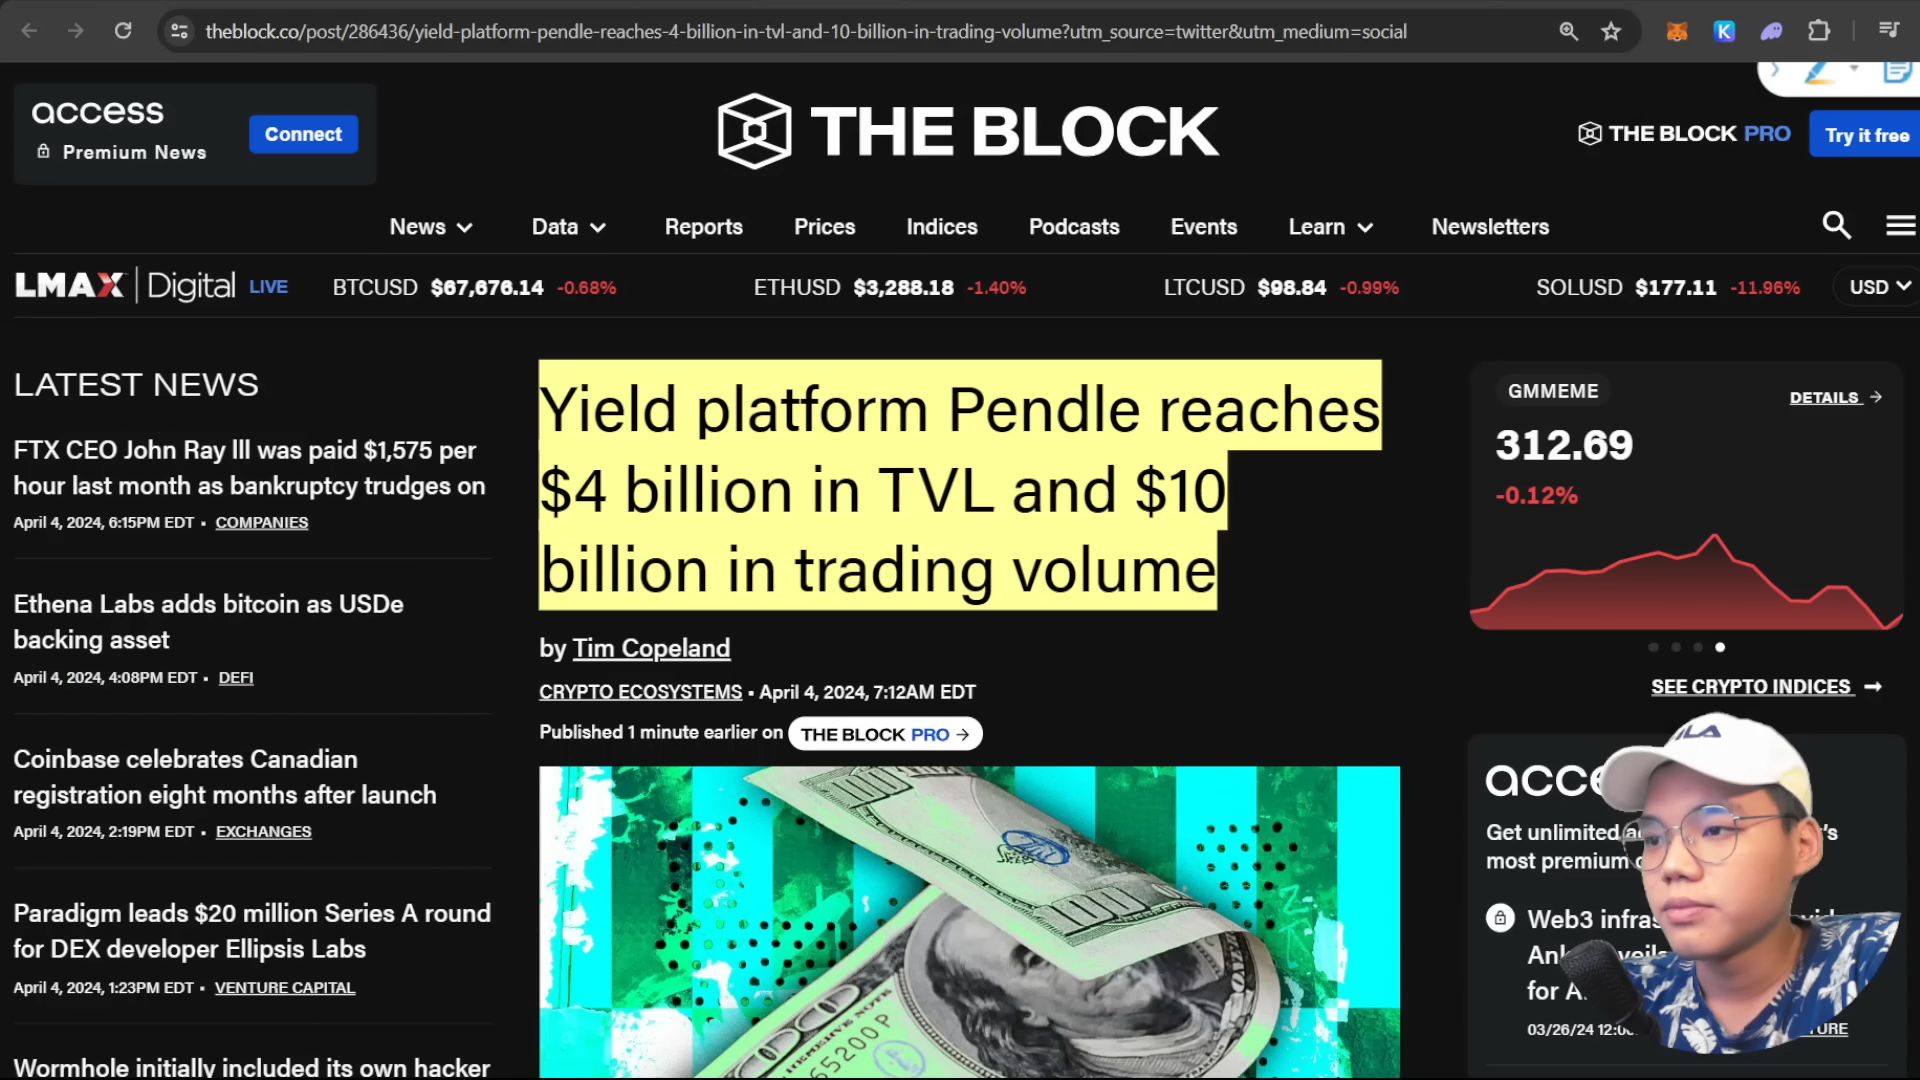 theblock.co/post/286436/yield-platform-pendle-reaches-4-billion-in-tvl-and-10-billion-in-trading-volume?utm_source=twitter&utm_medium=social
access
Premium News
Connect
THE BLOCK
THE BLOCK PRO
Try it free
News
Data
Reports
Prices
Indices
Podcasts
Events
Learn
Newsletters
LMAX Digital LIVE
BTCUSD $67,676.14 -0.68%
ETHUSD $3,288.18 -1.40%
LTCUSD $98.84 -0.99%
SOLUSD $177.11 -11.96%
USD
LATEST NEWS
FTX CEO John Ray lll was paid $1,575 per
hour last month as bankruptcy trudges on
April 4, 2024, 6:15PM EDT • COMPANIES
Ethena Labs adds bitcoin as USDe
backing asset
April 4, 2024, 4:08PM EDT • DEFI
Coinbase celebrates Canadian
registration eight months after launch
April 4, 2024, 2:19PM EDT • EXCHANGES
Paradigm leads $20 million Series A round
for DEX developer Ellipsis Labs
April 4, 2024, 1:23PM EDT • VENTURE CAPITAL
Wormhole initially included its own hacker
Yield platform Pendle reaches
$4 billion in TVL and $10
billion in trading volume
by Tim Copeland
CRYPTO ECOSYSTEMS • April 4, 2024, 7:12AM EDT
Published 1 minute earlier on THE BLOCK PRO →
100
100
65200 P
GMMEME
DETAILS →
312.69
-0.12%
SEE CRYPTO INDICES →
Get unlimited
most premium
Web3
for
03/26/24